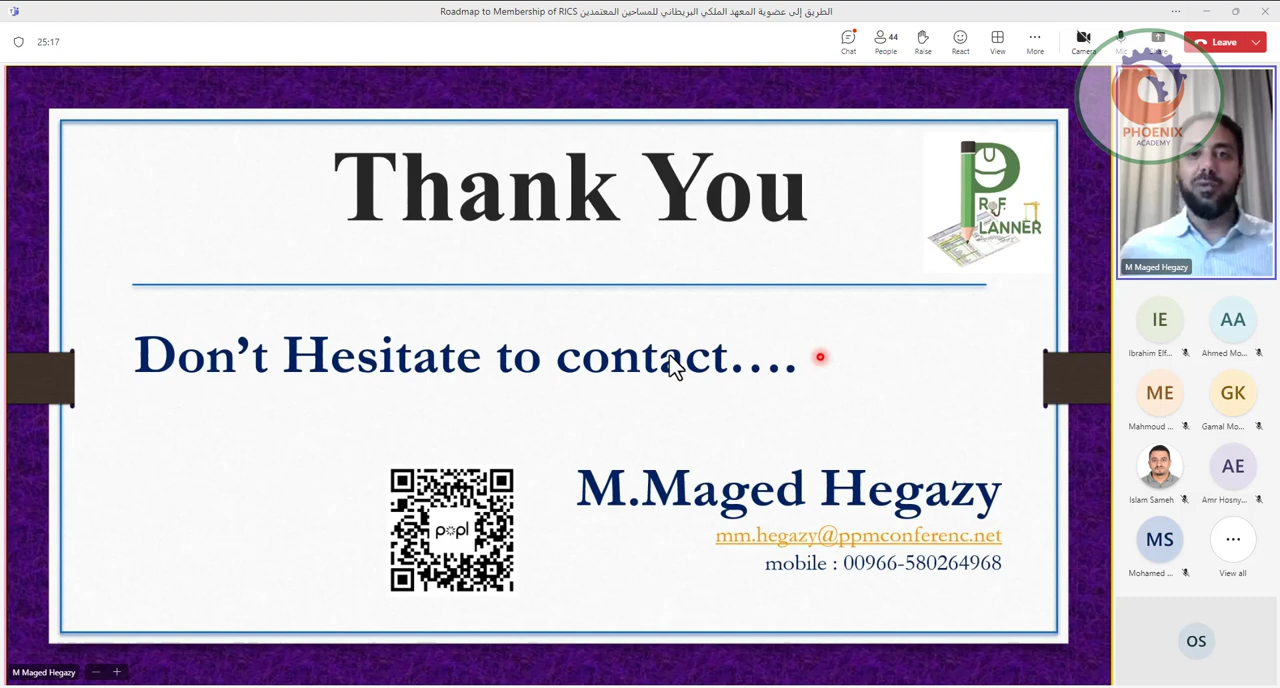 Roadmap to Membership of RICS الطريق إلى عضوية المعهد الملكي البريطاني للمساحين المعتمدين
25:17
Chat
44
People
Raise
React
View
More
Camera
Mic
Share
Leave
PHOENIX
ACADEMY
Thank You
PR F.
LANNER
Don’t Hesitate to contact….
popl
M.Maged Hegazy
mm.hegazy@ppmconferenc.net
mobile : 00966-580264968
M Maged Hegazy
IE
AA
Ibrahim Elf...
Ahmed Mo...
ME
GK
Mahmoud ...
Gamal Mo...
AE
Islam Sameh
Amr Hosny...
MS
Mohamed ...
View all
OS
M Maged Hegazy